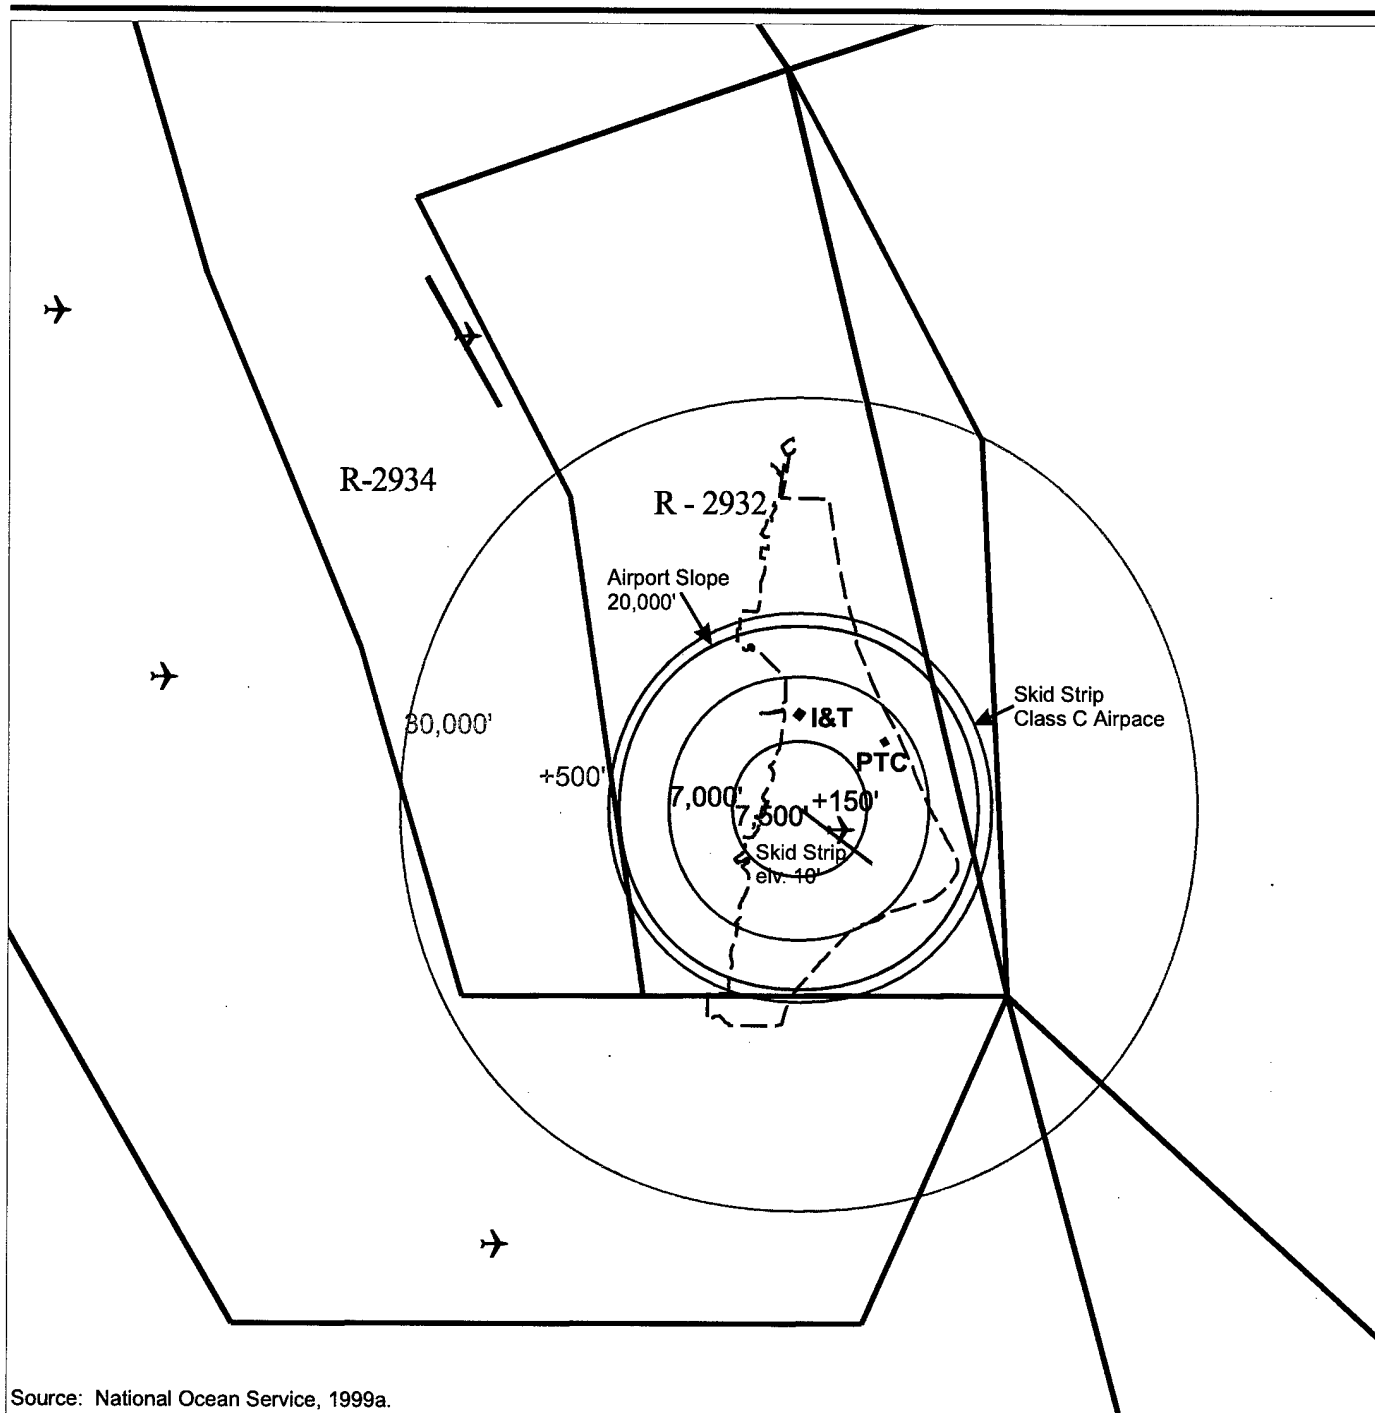 R-2934
R - 2932
Airport Slope
20,000'
Skid Strip
Class C Airpace
I&T
30,000'
+500'
PTC
7,000'
7,500'
+150'
Skid Strip
elv. 10'
Source: National Ocean Service, 1999a.